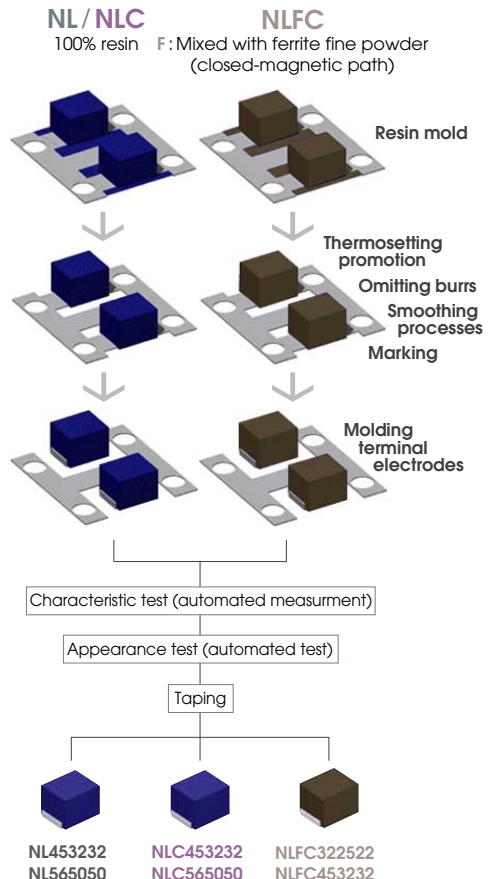 NL/NLC
NLFC
100% resin
F:Mixed with ferrite fine powder
(closed-magnetic path)
Resin mold
Thermosetting
promotion
Omitting burrs
Smoothing
processes
Marking
Molding
terminal
electrodes
Characteristic test (automated measurment)
Appearance test (automated test)
Taping
NL453232
NL565050
NLC453232
NLC565050
NLFC322522
NLFC453232